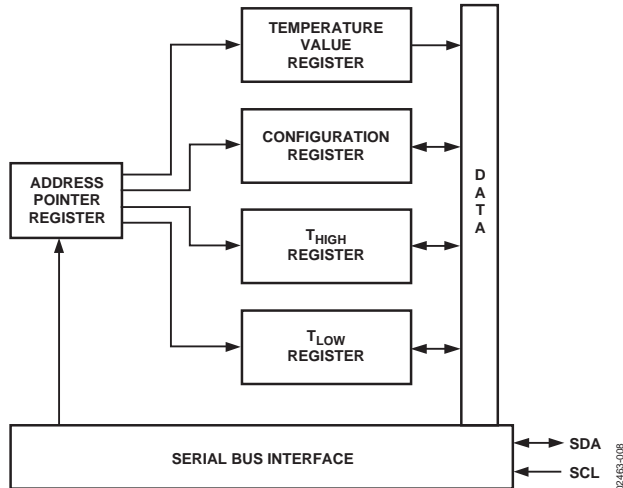 TEMPERATURE
VALUE
REGISTER
CONFIGURATION
REGISTER
ADDRESS
POINTER
REGISTER
DATA
THIGH
REGISTER
TLOW
REGISTER
SERIAL BUS INTERFACE
SDA
SCL
02463-008